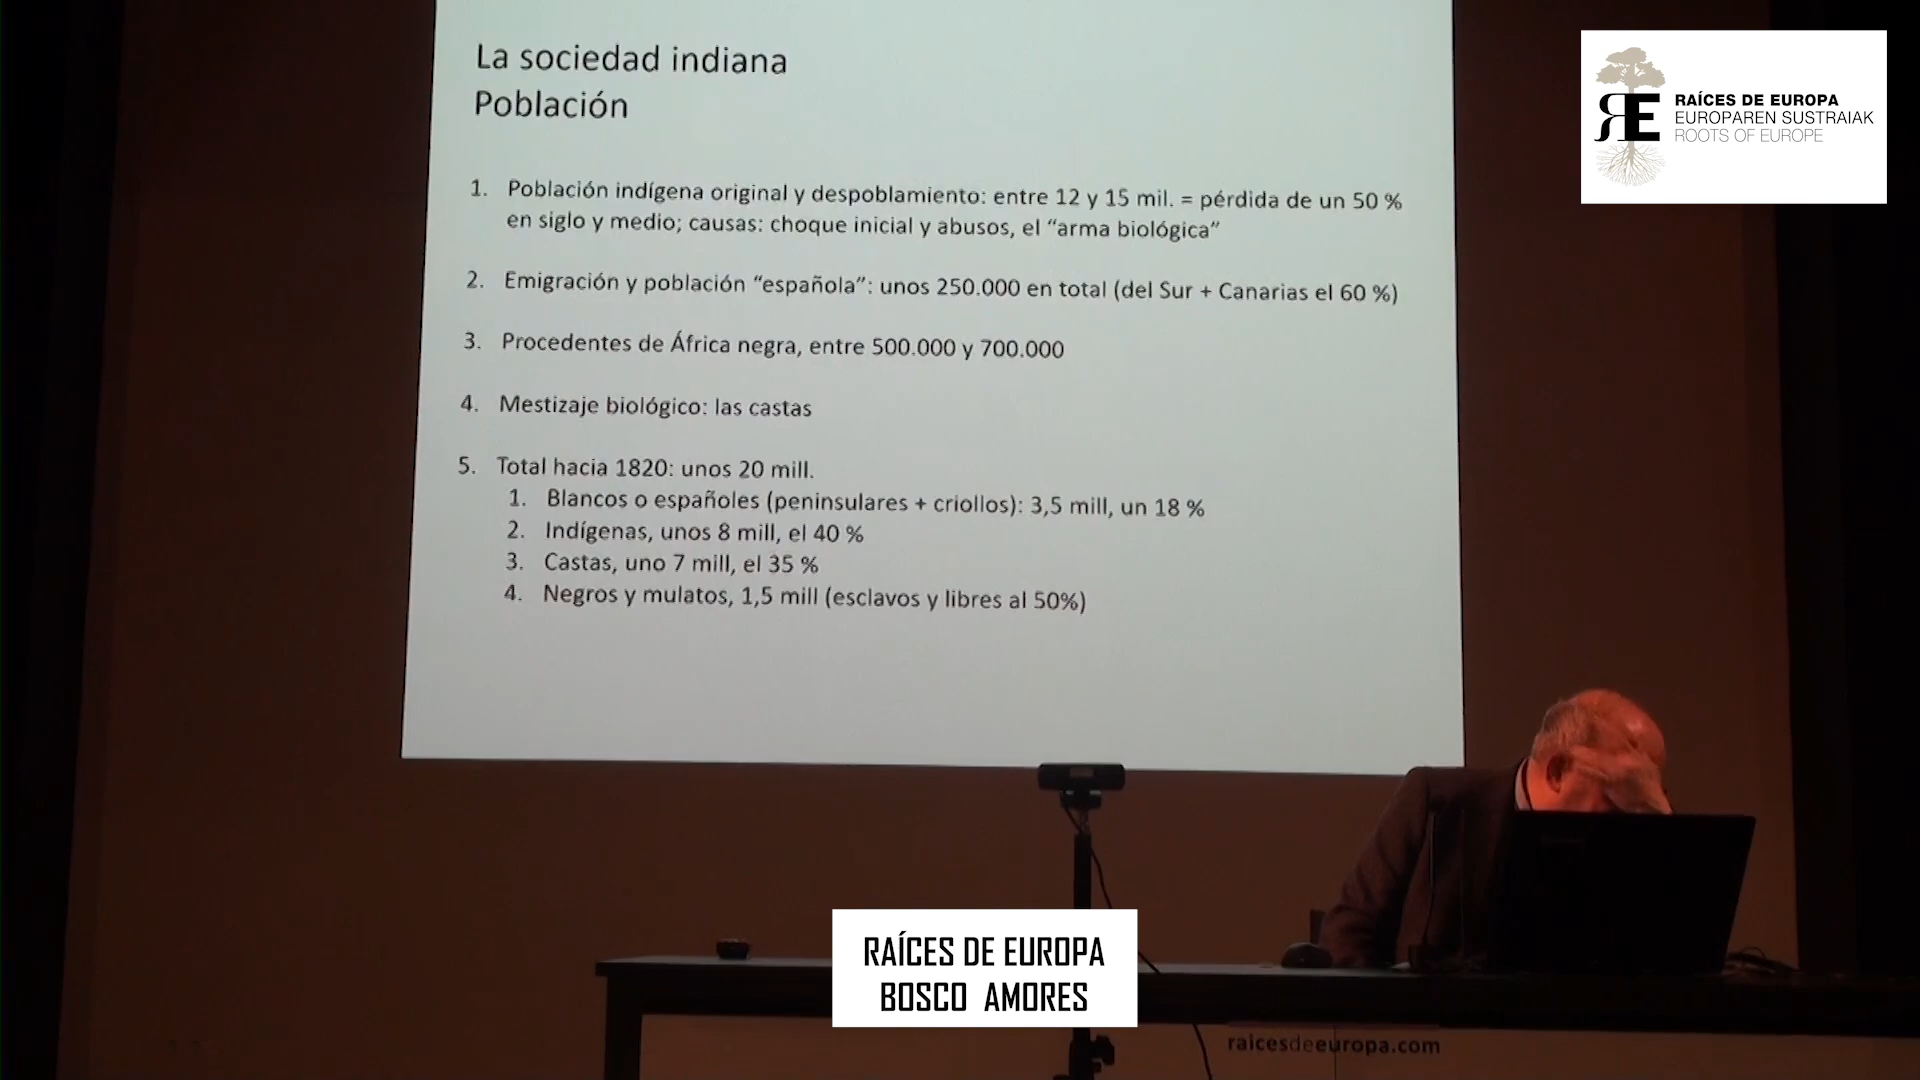 La sociedad indiana
Población
1. Población indígena original y despoblamiento: entre 12 y 15 mil. = pérdida de un 50 %
en siglo y medio; causas: choque inicial y abusos, el “arma biológica”
2. Emigración y población “española”: unos 250.000 en total (del Sur + Canarias el 60 %)
3. Procedentes de África negra, entre 500.000 y 700.000
4. Mestizaje biológico: las castas
5. Total hacia 1820: unos 20 mill.
1. Blancos o españoles (peninsulares + criollos): 3,5 mill, un 18 %
2. Indígenas, unos 8 mill, el 40 %
3. Castas, uno 7 mill, el 35 %
4. Negros y mulatos, 1,5 mill (esclavos y libres al 50%)
RE
RAÍCES DE EUROPA
EUROPAREN SUSTRAIAK
ROOTS OF EUROPE
RAÍCES DE EUROPA
BOSCO AMORES
raicesdeeuropa.com